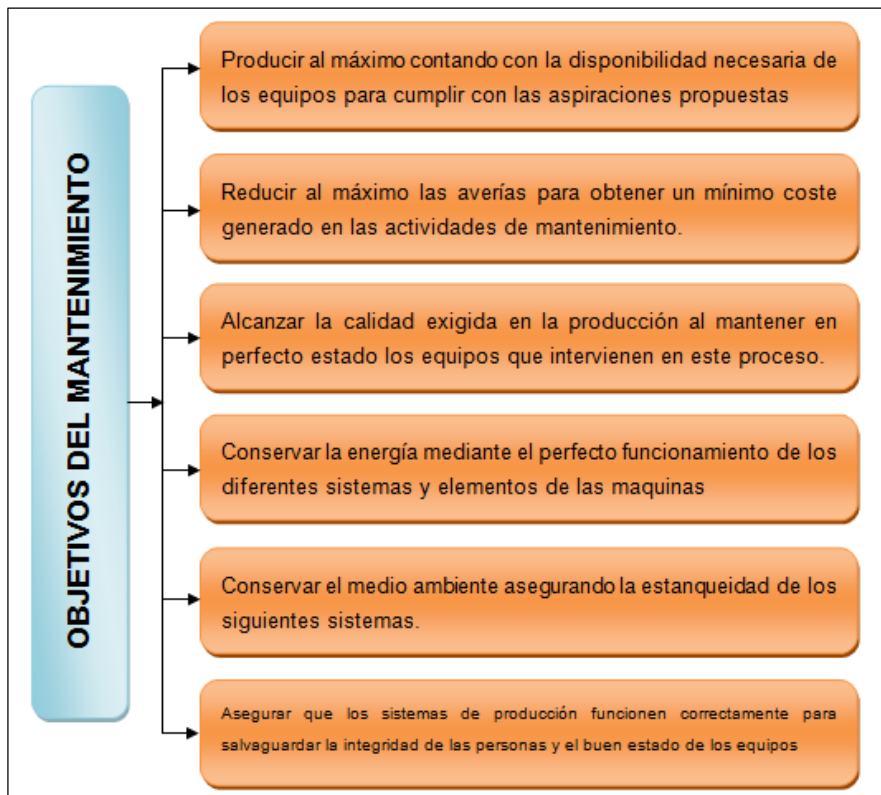 OBJETIVOS DEL MANTENIMIENTO
Producir al máximo contando con la disponibilidad necesaria de
los equipos para cumplir con las aspiraciones propuestas
Reducir al máximo las averías para obtener un mínimo coste
generado en las actividades de mantenimiento.
Alcanzar la calidad exigida en la producción al mantener en
perfecto estado los equipos que intervienen en este proceso.
Conservar la energía mediante el perfecto funcionamiento de los
diferentes sistemas y elementos de las maquinas
Conservar el medio ambiente asegurando la estanqueidad de los
siguientes sistemas.
Asegurar que los sistemas de producción funcionen correctamente para
salvaguardar la integridad de las personas y el buen estado de los equipos